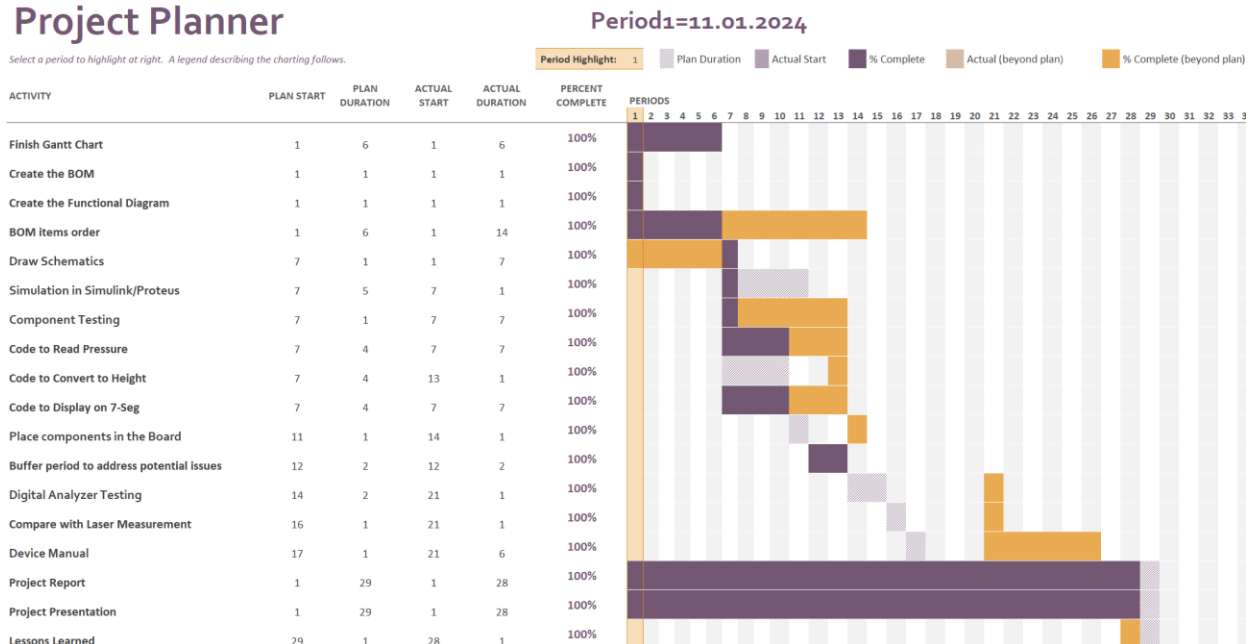 Project Planner
Period1=11.01.2024
Select a period to highlight at right.  A legend describing the charting follows.
Period Highlight: 1 Plan Duration Actual Start % Complete Actual (beyond plan) % Complete (beyond plan)
ACTIVITY PLAN START PLAN DURATION ACTUAL START ACTUAL DURATION PERCENT COMPLETE PERIODS
1 2 3 4 5 6 7 8 9 10 11 12 13 14 15 16 17 18 19 20 21 22 23 24 25 26 27 28 29 30 31 32 33
Finish Gantt Chart 1 6 1 6 100%
Create the BOM 1 1 1 1 100%
Create the Functional Diagram 1 1 1 1 100%
BOM items order 1 6 1 14 100%
Draw Schematics 7 1 1 7 100%
Simulation in Simulink/Proteus 7 5 7 1 100%
Component Testing 7 1 7 7 100%
Code to Read Pressure 7 4 7 7 100%
Code to Convert to Height 7 4 13 1 100%
Code to Display on 7-Seg 7 4 7 7 100%
Place components in the Board 11 1 14 1 100%
Buffer period to address potential issues 12 2 12 2 100%
Digital Analyzer Testing 14 2 21 1 100%
Compare with Laser Measurement 16 1 21 1 100%
Device Manual 17 1 21 6 100%
Project Report 1 29 1 28 100%
Project Presentation 1 29 1 28 100%
Lessons Learned 29 1 28 1 100%